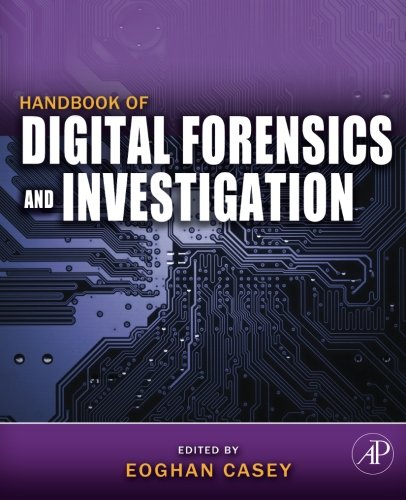 HANDBOOK OF
DIGITAL FORENSICS
AND INVESTIGATION
EDITED BY
EOGHAN CASEY
AP